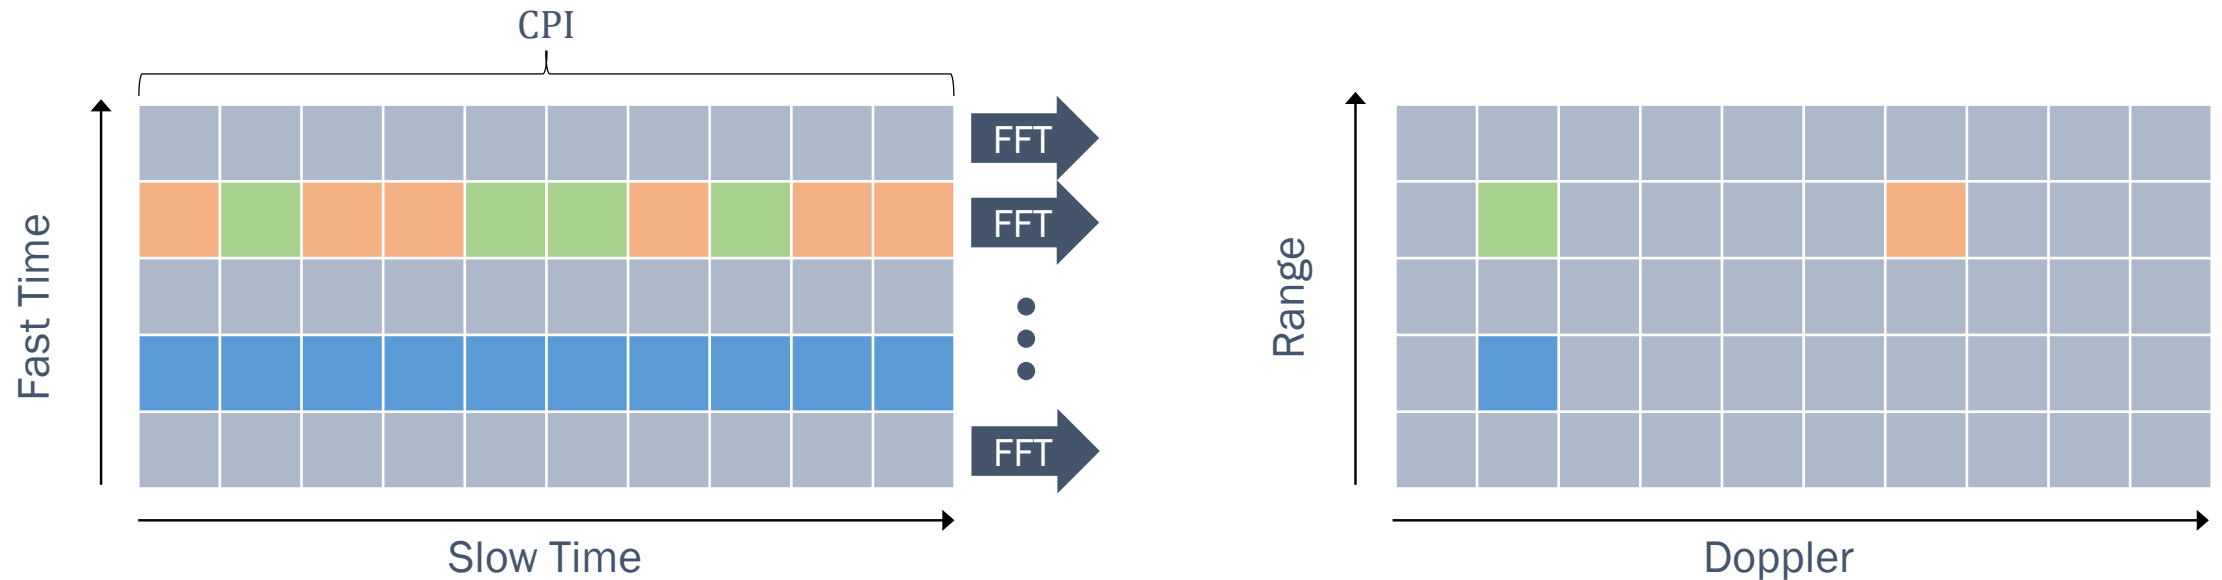 CPI
Fast Time
FFT
FFT
FFT
Slow Time
Range
Doppler